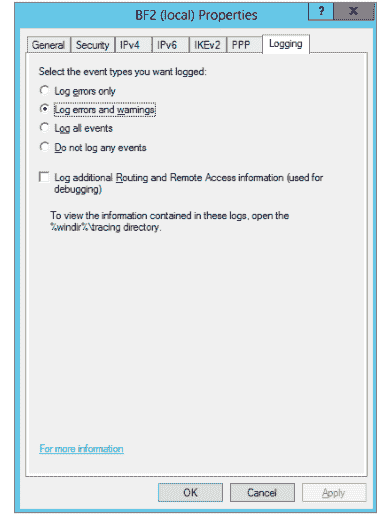 BF2 (local) Properties
? x
General Security IPv4 IPv6 IKEv2 PPP Logging
Select the event types you want logged:
Log errors only
Log errors and warnings
Log all events
Do not log any events
Log additional Routing and Remote Access information (used for
debugging)
To view the information contained in these logs, open the
%windir%\tracing directory.
For more information
OK Cancel Apply